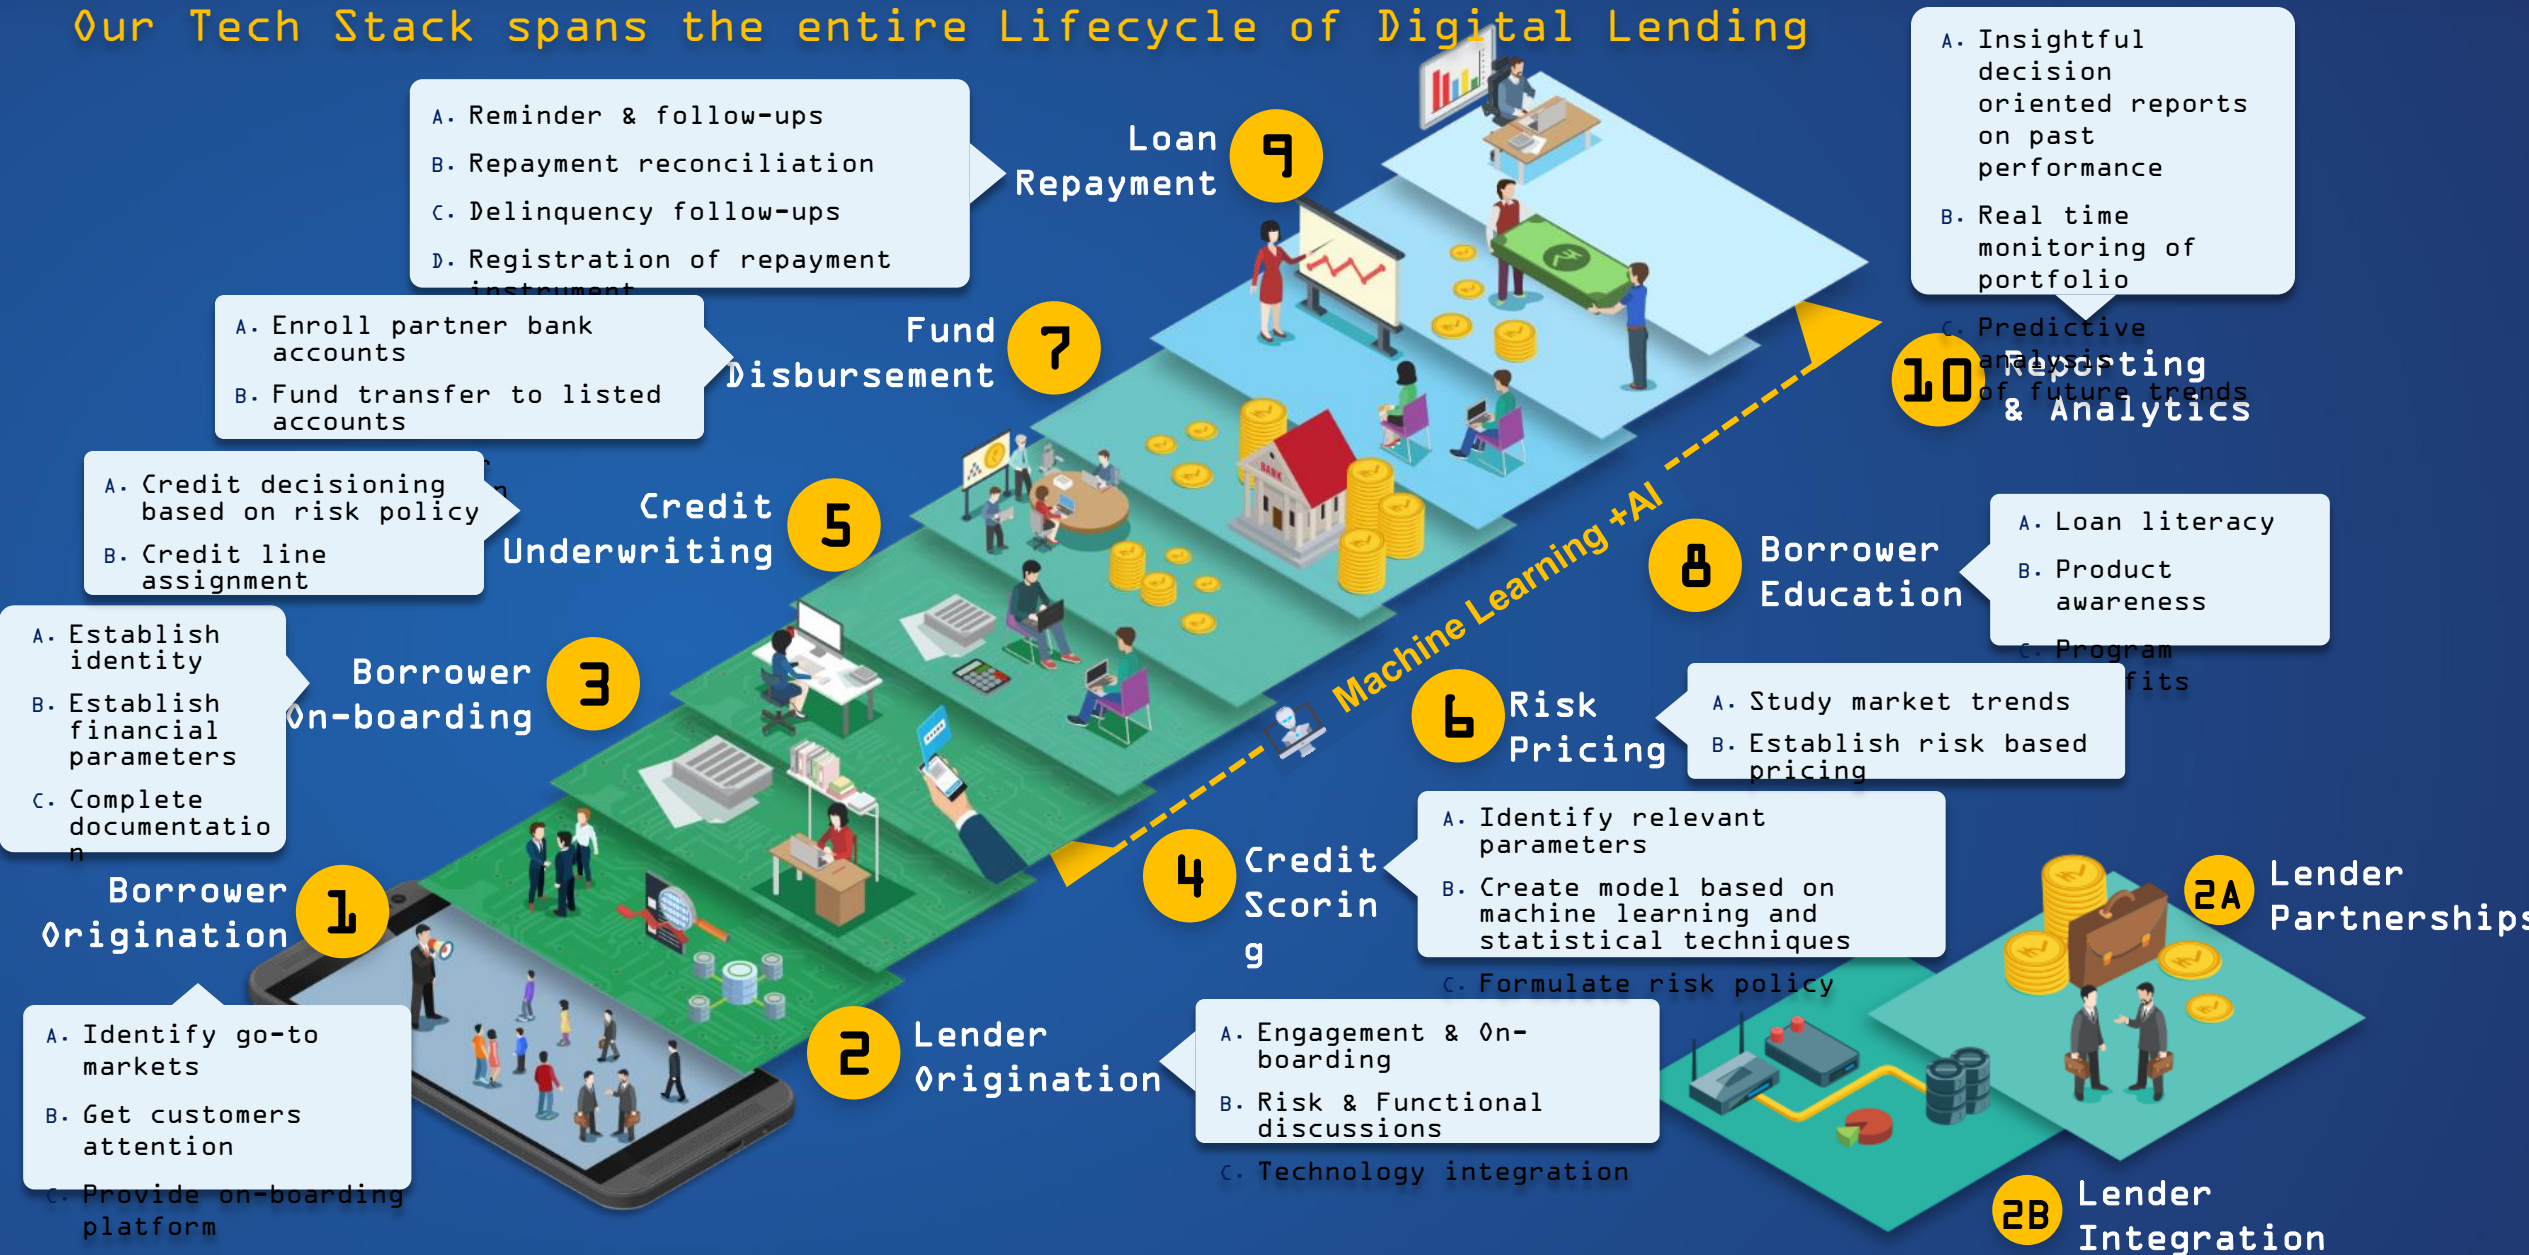 Our Tech Stack spans the entire Lifecycle of Digital Lending
A. Reminder & follow-ups
B. Repayment reconciliation
C. Delinquency follow-ups
D. Registration of repayment
instrument
Loan
Repayment
9
A. Insightful
decision
oriented reports
on past
performance
B. Real time
monitoring of
portfolio
C. Predictive
analysis
of future trends
10
Reporting
& Analytics
A. Enroll partner bank
accounts
B. Fund transfer to listed
accounts
Fund
Disbursement
7
A. Credit decisioning
based on risk policy
B. Credit line
assignment
Credit
Underwriting
5
BANK
Machine Learning +AI
8
Borrower
Education
A. Loan literacy
B. Product
awareness
C. Program
A. Establish
identity
B. Establish
financial
parameters
C. Complete
documentatio
n
Borrower
On-boarding
3
6
Risk
Pricing
A. Study market trends
B. Establish risk based
pricing
4
Credit
Scorin
g
A. Identify relevant
parameters
B. Create model based on
machine learning and
statistical techniques
C. Formulate risk policy
Borrower
Origination
1
A. Identify go-to
markets
B. Get customers
attention
C. Provide on-boarding
platform
2
Lender
Origination
A. Engagement & On-
boarding
B. Risk & Functional
discussions
C. Technology integration
2A
Lender
Partnerships
2B
Lender
Integration